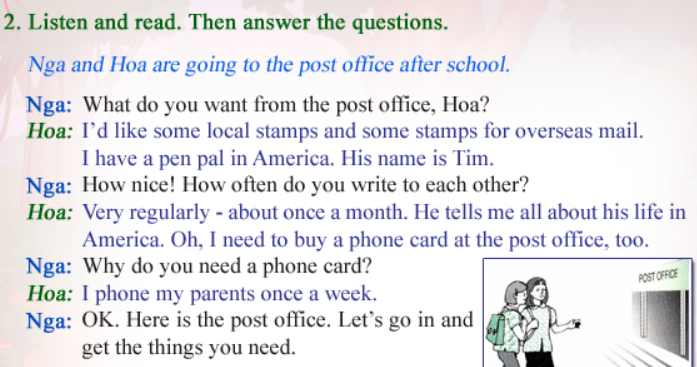 2. Listen and read. Then answer the questions.
Nga and Hoa are going to the post office after school.
Nga: What do you want from the post office, Hoa?
Hoa: I'd like some local stamps and some stamps for overseas mail.
I have a pen pal in America. His name is Tim.
Nga: How nice! How often do you write to each other?
Hoa: Very regularly - about once a month. He tells me all about his life in
America. Oh, I need to buy a phone card at the post office, too.
Nga: Why do you need a phone card?
Hoa: I phone my parents once a week.
Nga: OK. Here is the post office. Let's go in and
get the things you need.
POST OFFICE